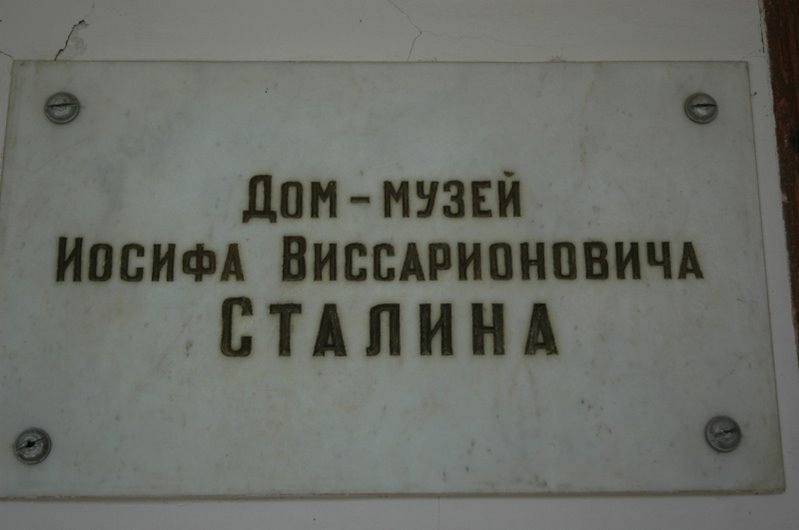 Дом - музей
Иосифа Виссарионовича
Сталина